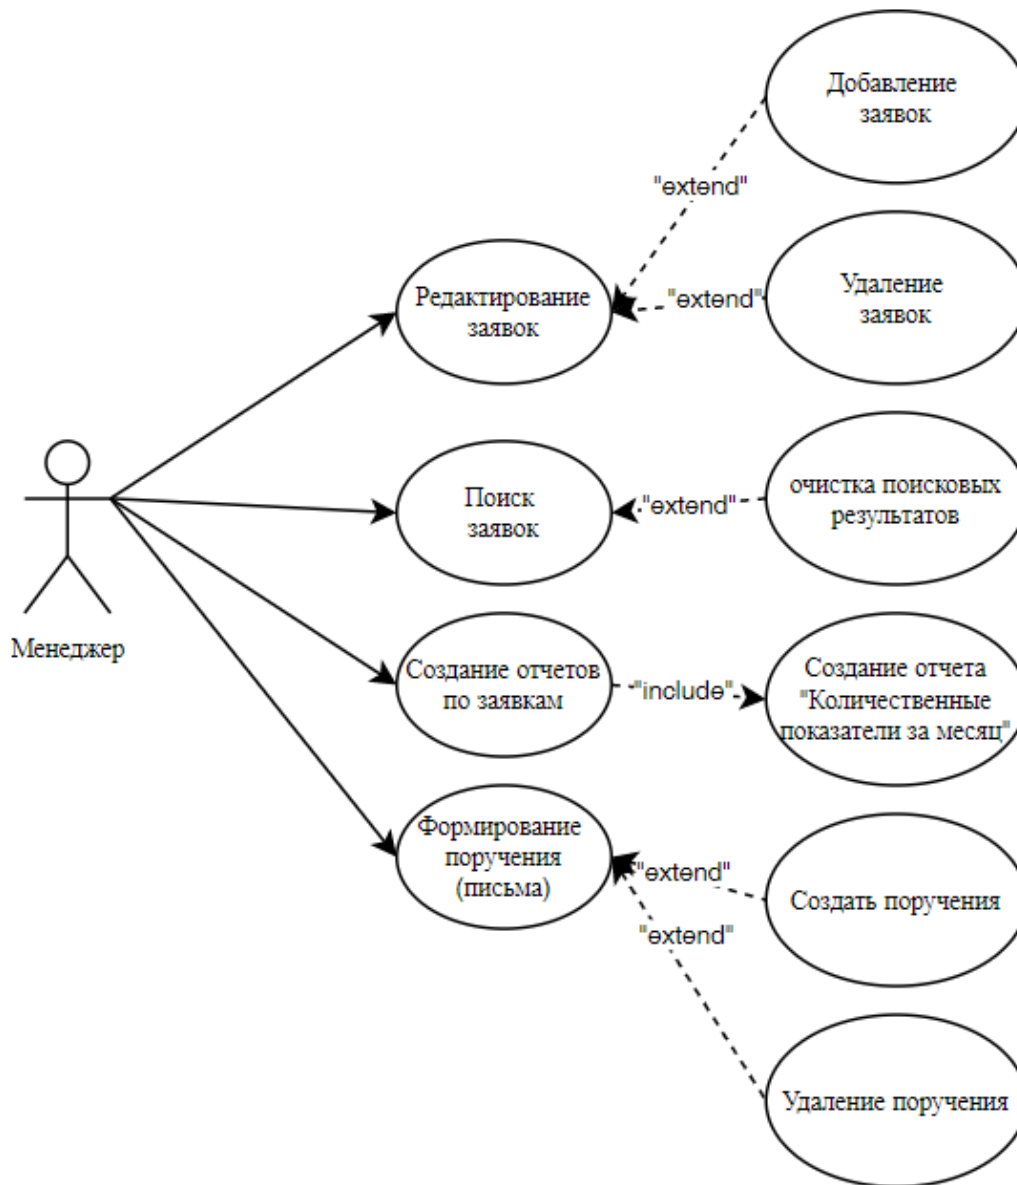 Добавление
заявок
"extend"
Редактирование
заявок
"extend"
Удаление
заявок
Поиск
заявок
"extend"
очистка поисковых
результатов
Менеджер
Создание отчетов
по заявкам
"include"
Создание отчета
"Количественные
показатели за месяц"
Формирование
поручения
(письма)
"extend"
"extend"
Создать поручения
Удаление поручения